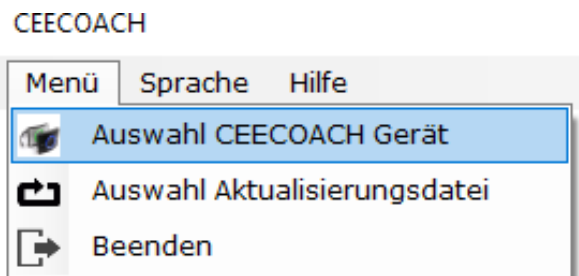 CEECOACH
Menü Sprache Hilfe
Auswahl CEECOACH Gerät
Auswahl Aktualisierungsdatei
Beenden